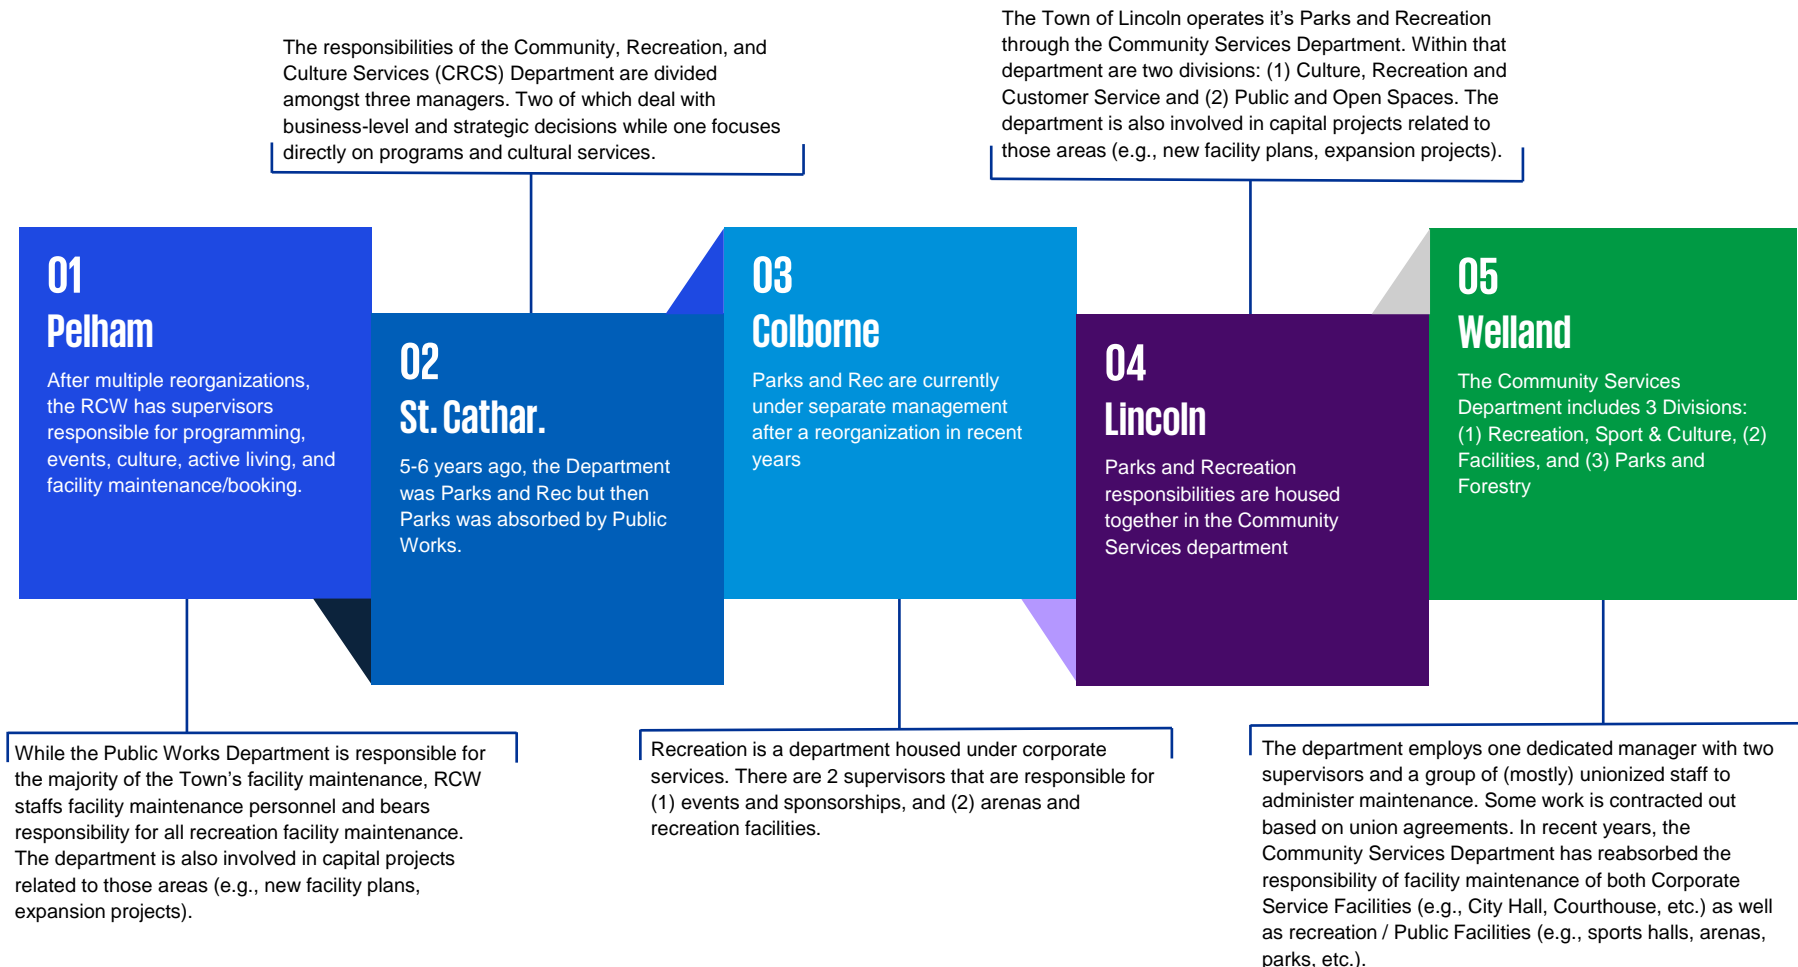 The responsibilities of the Community, Recreation, and
Culture Services (CRCS) Department are divided
amongst three managers. Two of which deal with
business-level and strategic decisions while one focuses
directly on programs and cultural services.
The Town of Lincoln operates it's Parks and Recreation
through the Community Services Department. Within that
department are two divisions: (1) Culture, Recreation and
Customer Service and (2) Public and Open Spaces. The
department is also involved in capital projects related to
those areas (e.g., new facility plans, expansion projects).
01
Pelham
After multiple reorganizations,
the RCW has supervisors
responsible for programming,
events, culture, active living, and
facility maintenance/booking.
02
St. Cathar.
5-6 years ago, the Department
was Parks and Rec but then
Parks was absorbed by Public
Works.
03
Colborne
Parks and Rec are currently
under separate management
after a reorganization in recent
years
04
Lincoln
Parks and Recreation
responsibilities are housed
together in the Community
Services department
05
Welland
The Community Services
Department includes 3 Divisions:
(1) Recreation, Sport & Culture, (2)
Facilities, and (3) Parks and
Forestry
While the Public Works Department is responsible for
the majority of the Town's facility maintenance, RCW
staffs facility maintenance personnel and bears
responsibility for all recreation facility maintenance.
The department is also involved in capital projects
related to those areas (e.g., new facility plans,
expansion projects).
Recreation is a department housed under corporate
services. There are 2 supervisors that are responsible for
(1) events and sponsorships, and (2) arenas and
recreation facilities.
The department employs one dedicated manager with two
supervisors and a group of (mostly) unionized staff to
administer maintenance. Some work is contracted out
based on union agreements. In recent years, the
Community Services Department has reabsorbed the
responsibility of facility maintenance of both Corporate
Service Facilities (e.g., City Hall, Courthouse, etc.) as well
as recreation / Public Facilities (e.g., sports halls, arenas,
parks, etc.).